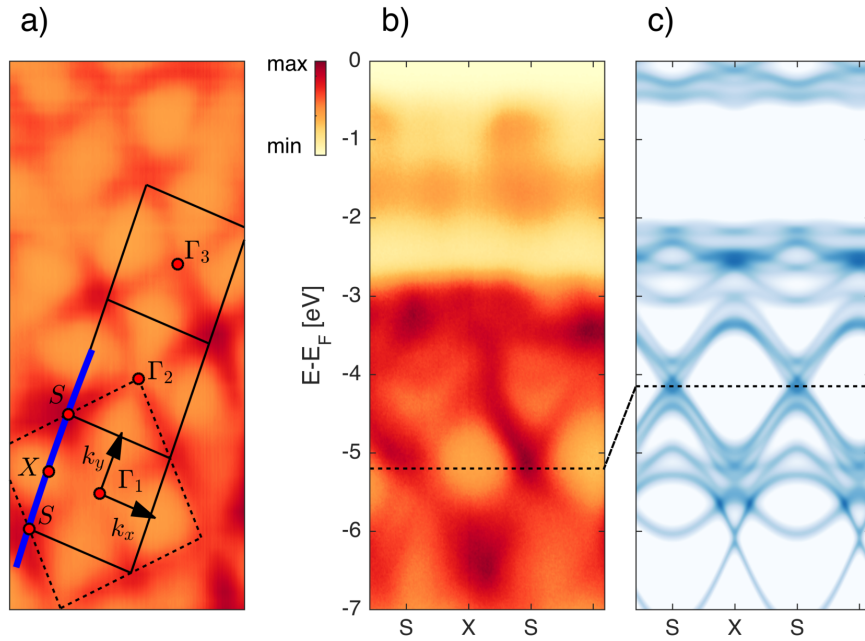 a)
b)
c)
max
min
Γ₃
Γ₂
S
k_y
Γ₁
X
S
k_x
E-E_F [eV]
0
-1
-2
-3
-4
-5
-6
-7
S
X
S
S
X
S